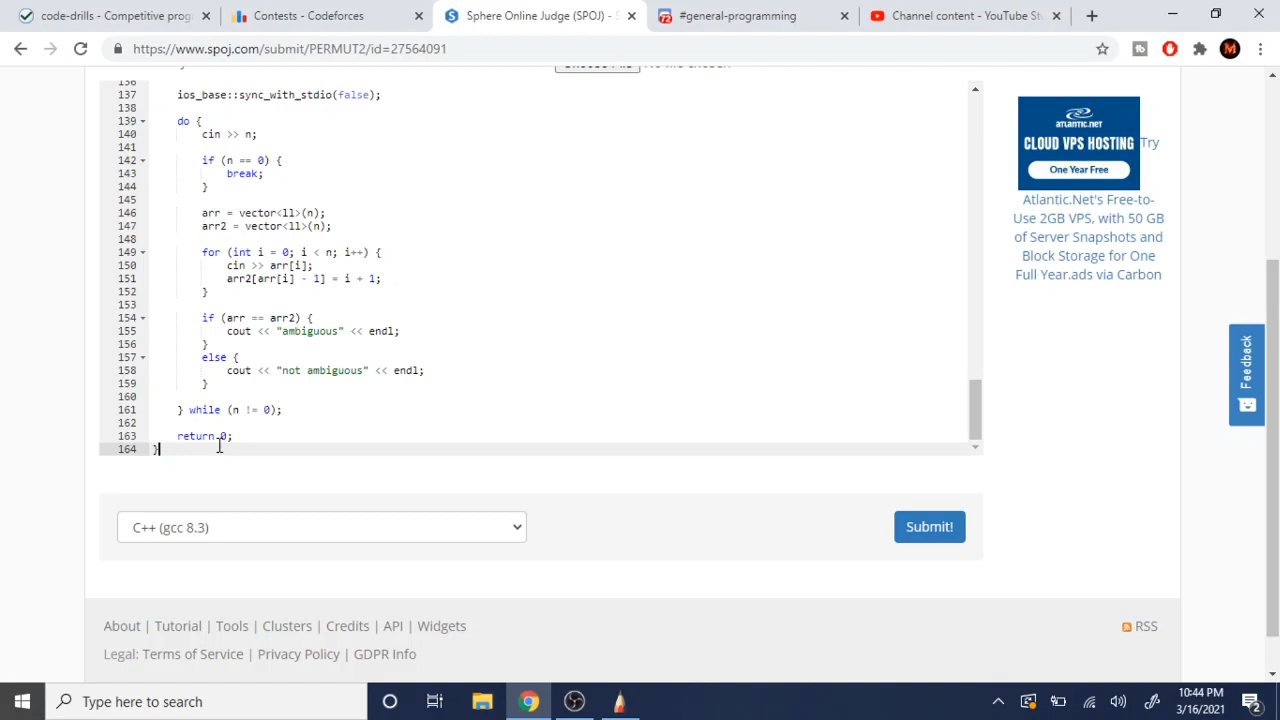 code-drills - Competitive prog
Contests - Codeforces
Sphere Online Judge (SPOJ) - S
#general-programming
Channel content - YouTube Stu
https://www.spoj.com/submit/PERMUT2/id=27564091
136
137 ios_base::sync_with_stdio(false);
138
139 do {
140 cin >> n;
141
142 if (n == 0) {
143 break;
144 }
145
146 arr = vector<ll>(n);
147 arr2 = vector<ll>(n);
148
149 for (int i = 0; i < n; i++) {
150 cin >> arr[i];
151 arr2[arr[i] - 1] = i + 1;
152 }
153
154 if (arr == arr2) {
155 cout << "ambiguous" << endl;
156 }
157 else {
158 cout << "not ambiguous" << endl;
159 }
160
161 } while (n != 0);
162
163 return 0;
164 }
ATLANTIC.NET
CLOUD VPS HOSTING
One Year Free
Try
Atlantic.Net's Free-to-
Use 2GB VPS, with 50 GB
of Server Snapshots and
Block Storage for One
Full Year.ads via Carbon
Feedback
C++ (gcc 8.3)
Submit!
About | Tutorial | Tools | Clusters | Credits | API | Widgets
RSS
Legal: Terms of Service | Privacy Policy | GDPR Info
Type here to search
10:44 PM
3/16/2021
2